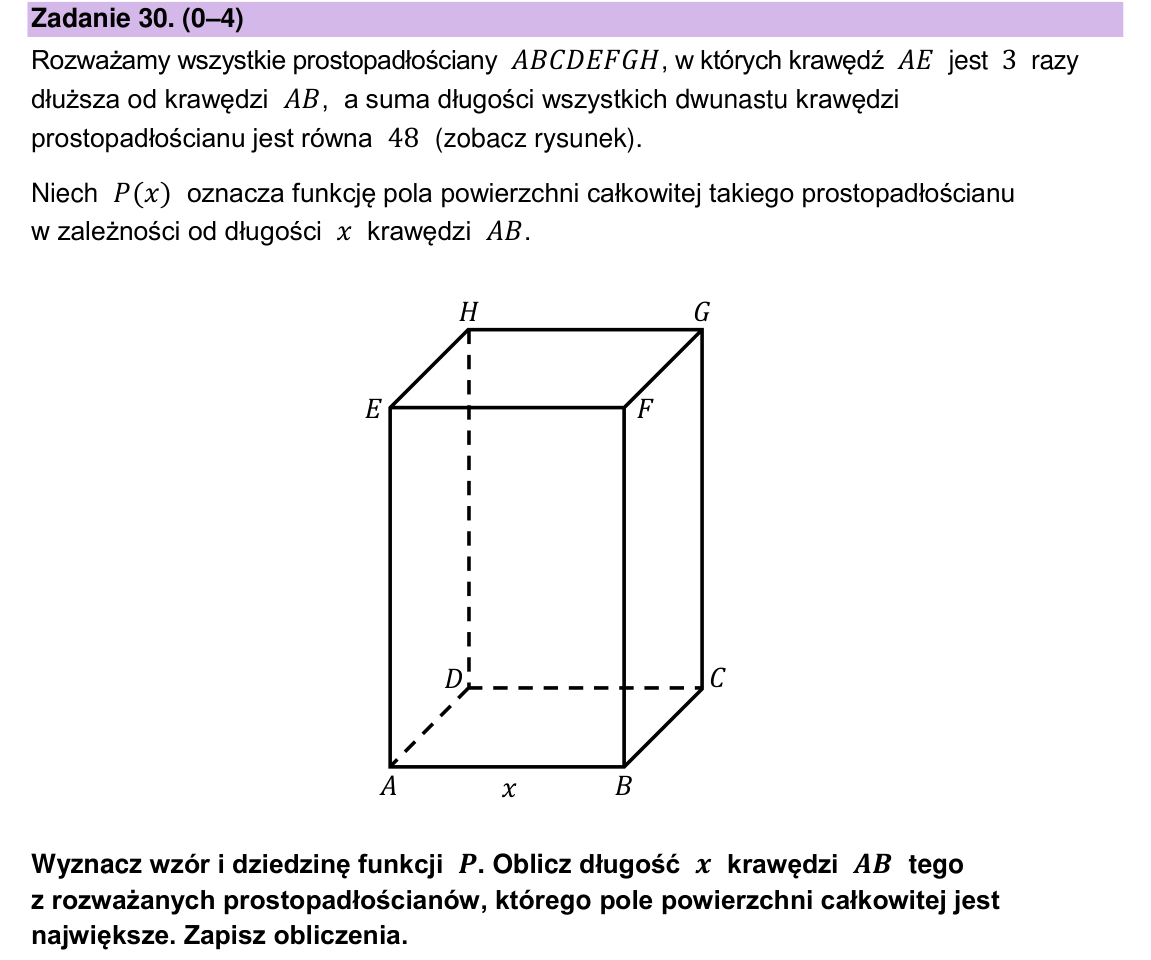 Zadanie 30. (0–4)
Rozważamy wszystkie prostopadłościany ABCDEFGH, w których krawędź AE jest 3 razy
dłuższa od krawędzi AB, a suma długości wszystkich dwunastu krawędzi
prostopadłościanu jest równa 48 (zobacz rysunek).
Niech P(x) oznacza funkcję pola powierzchni całkowitej takiego prostopadłościanu
w zależności od długości x krawędzi AB.
H G
E F
D C
A x B
Wyznacz wzór i dziedzinę funkcji P. Oblicz długość x krawędzi AB tego
z rozważanych prostopadłościanów, którego pole powierzchni całkowitej jest
największe. Zapisz obliczenia.